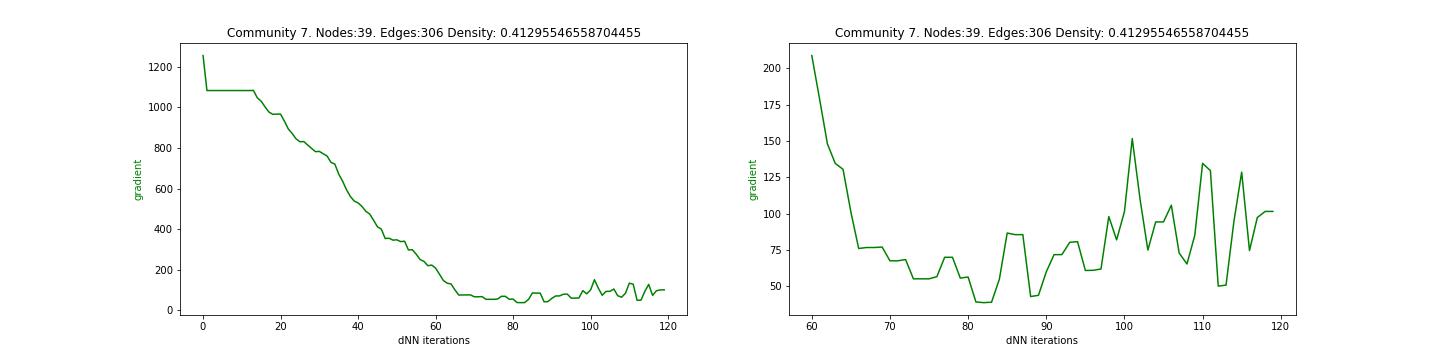 Community 7. Nodes:39. Edges:306 Density: 0.41295546558704455
1200
1000
800
600
400
200
0
gradient
0 20 40 60 80 100 120
dNN iterations
Community 7. Nodes:39. Edges:306 Density: 0.41295546558704455
200
175
150
125
100
75
50
gradient
60 70 80 90 100 110 120
dNN iterations